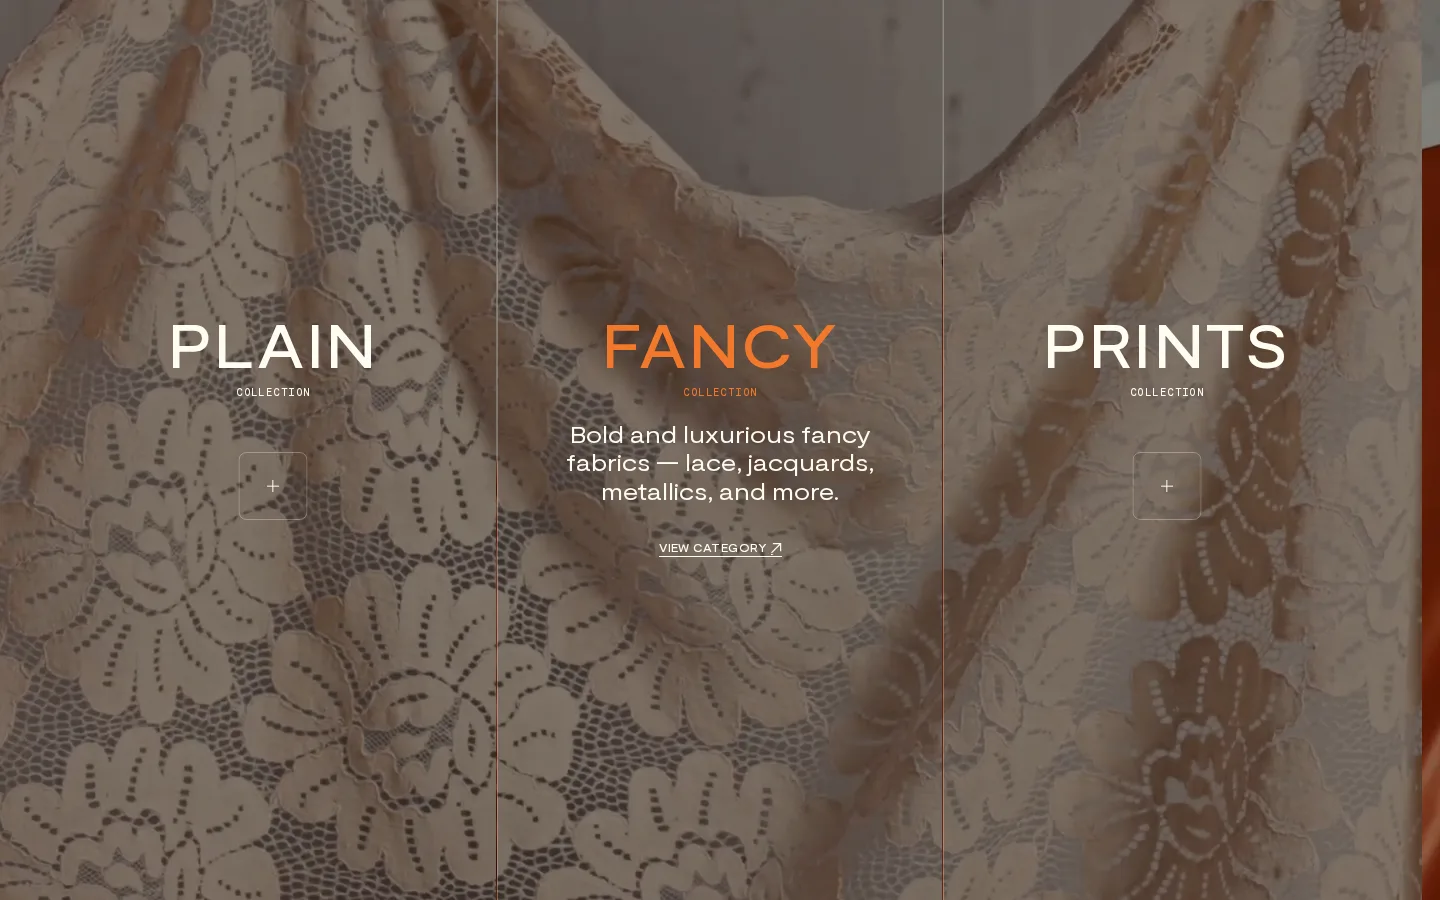 PLAIN
COLLECTION
+
FANCY
COLLECTION
Bold and luxurious fancy
fabrics — lace, jacquards,
metallics, and more.
VIEW CATEGORY
PRINTS
COLLECTION
+